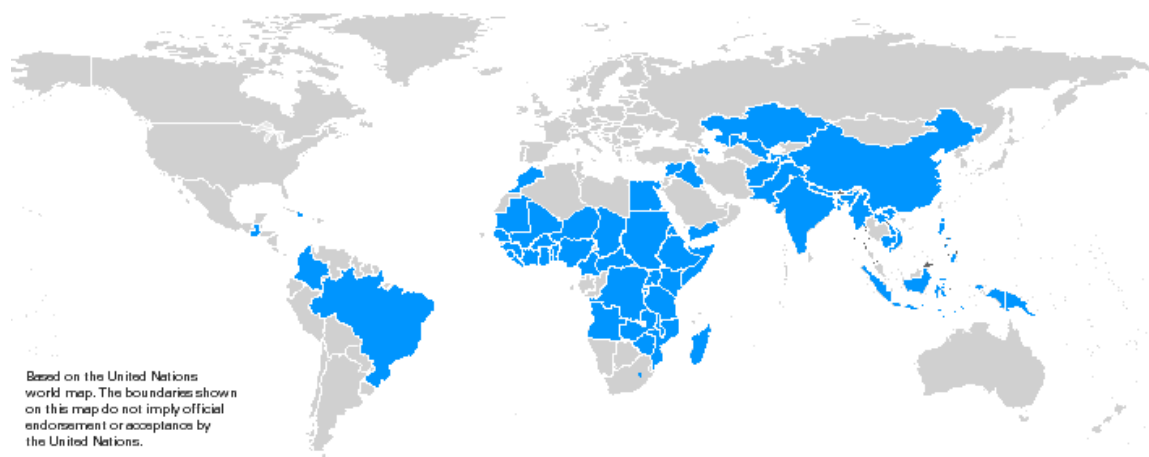 Based on the United Nations
world map. The boundaries shown
on this map do not imply official
endorsement or acceptance by
the United Nations.